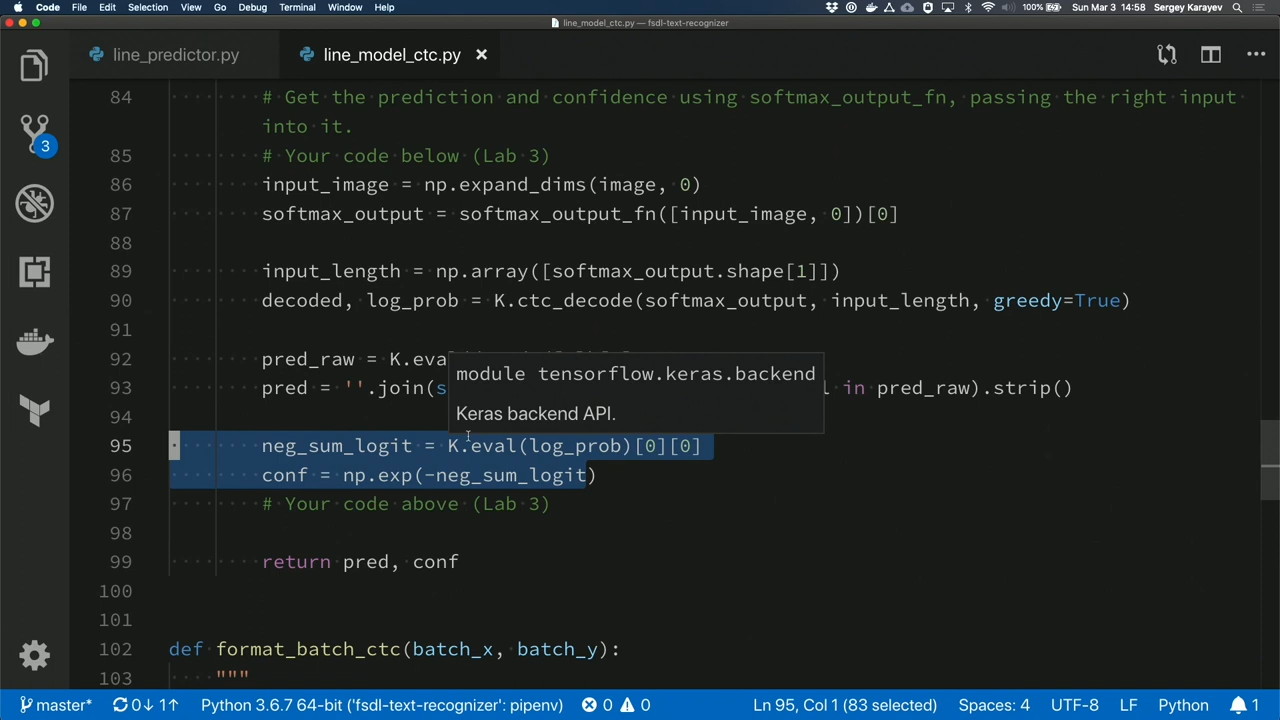 Code File Edit Selection View Go Debug Terminal Window Help 100% Sun Mar 3 14:58 Sergey Karayev
line_model_ctc.py — fsdl-text-recognizer
line_predictor.py line_model_ctc.py
84 # Get the prediction and confidence using softmax_output_fn, passing the right input
into it.
85 # Your code below (Lab 3)
86 input_image = np.expand_dims(image, 0)
87 softmax_output = softmax_output_fn([input_image, 0])[0]
88
89 input_length = np.array([softmax_output.shape[1]])
90 decoded, log_prob = K.ctc_decode(softmax_output, input_length, greedy=True)
91
92 pred_raw = K.eva
module tensorflow.keras.backend
93 pred = ''.join(s in pred_raw).strip()
Keras backend API.
94
95 neg_sum_logit = K.eval(log_prob)[0][0]
96 conf = np.exp(-neg_sum_logit)
97 # Your code above (Lab 3)
98
99 return pred, conf
100
101
102 def format_batch_ctc(batch_x, batch_y):
103 """
3
master* 0↓ 1↑ Python 3.6.7 64-bit ('fsdl-text-recognizer': pipenv) 0 0 Ln 95, Col 1 (83 selected) Spaces: 4 UTF-8 LF Python 1